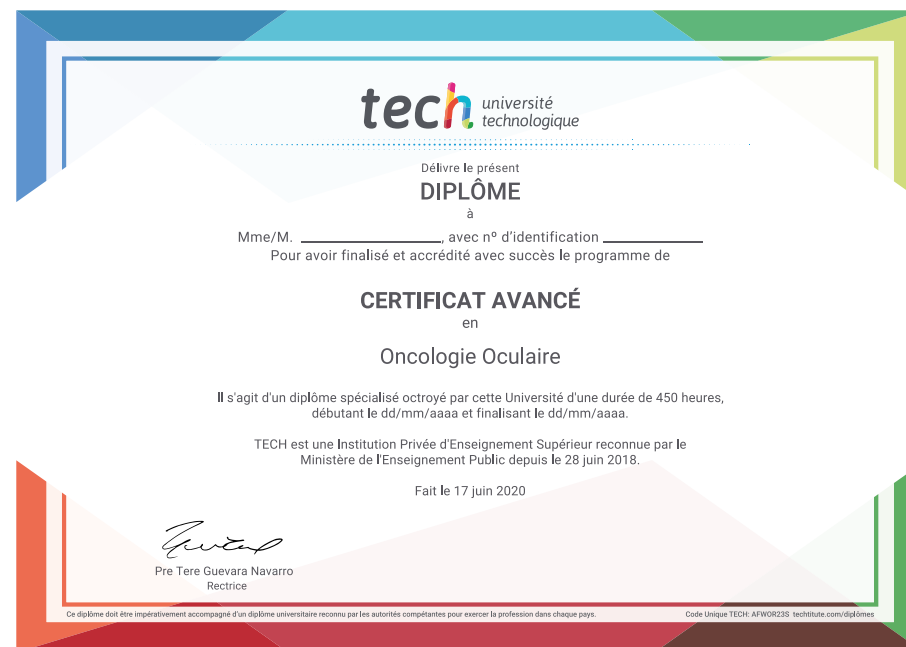 tech université
technologique
Délivre le présent
DIPLÔME
à
Mme/M. ____________________, avec nº d'identification ______________
Pour avoir finalisé et accrédité avec succès le programme de
CERTIFICAT AVANCÉ
en
Oncologie Oculaire
Il s'agit d'un diplôme spécialisé octroyé par cette Université d'une durée de 450 heures,
débutant le dd/mm/aaaa et finalisant le dd/mm/aaaa.
TECH est une Institution Privée d'Enseignement Supérieur reconnue par le
Ministère de l'Enseignement Public depuis le 28 juin 2018.
Fait le 17 juin 2020
Pre Tere Guevara Navarro
Rectrice
Ce diplôme doit être impérativement accompagné d'un diplôme universitaire reconnu par les autorités compétantes pour exercer la profession dans chaque pays.
Code Unique TECH: AFWOR23S techtitute.com/diplômes